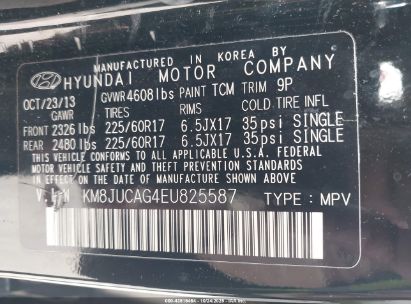 MANUFACTURED IN KOREA BY
HYUNDAI MOTOR COMPANY
OCT/23/13 GVWR4608lbs PAINT TCM TRIM 9P
GAWR TIRES RIMS COLD TIRE INFL
FRONT 2326lbs 225/60R17 6.5JX17 35psi SINGLE
REAR 2480lbs 225/60R17 6.5JX17 35psi SINGLE
THIS VEHICLE CONFORMS TO ALL APPLICABLE U.S.A. FEDERAL
MOTOR VEHICLE SAFETY STANDARDS AND THEFT PREVENTION
STANDARDS IN EFFECT ON THE DATE OF MANUFACTURE
SHOWN ABOVE.
V.I.N KM8JUCAG4EU825587 TYPE : MPV